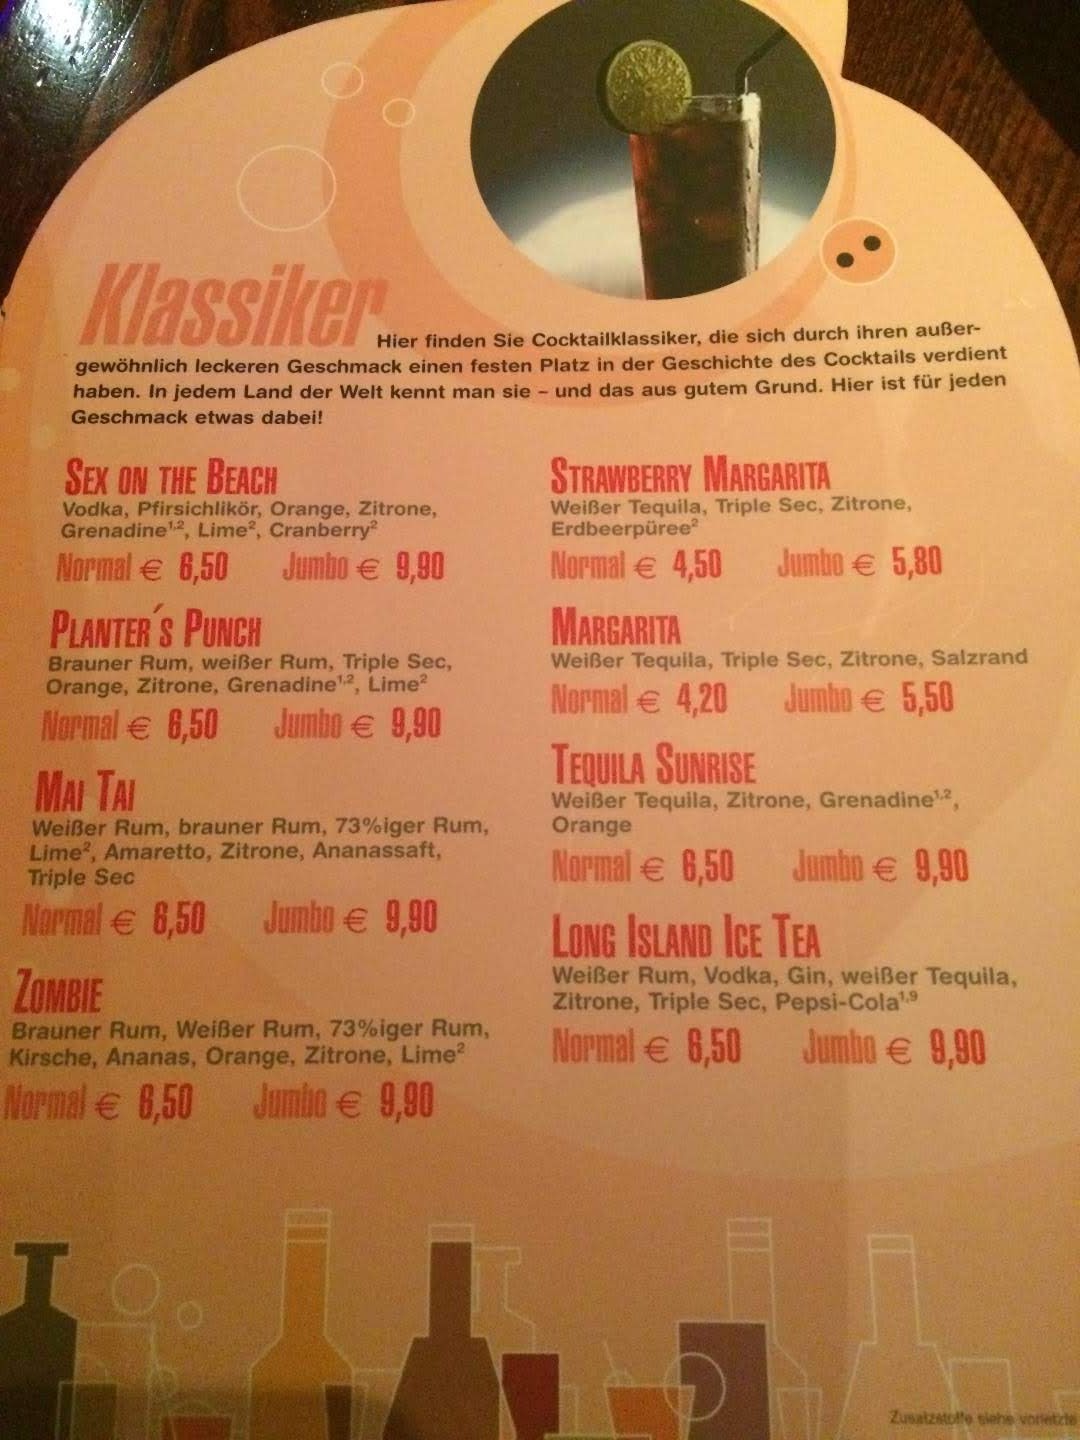 Klassiker
Hier finden Sie Cocktailklassiker, die sich durch ihren außer-
gewöhnlich leckeren Geschmack einen festen Platz in der Geschichte des Cocktails verdient
haben. In jedem Land der Welt kennt man sie – und das aus gutem Grund. Hier ist für jeden
Geschmack etwas dabei!
SEX ON THE BEACH
Vodka, Pfirsichlikör, Orange, Zitrone,
Grenadine¹·², Lime², Cranberry²
Normal € 6,50 Jumbo € 9,90
PLANTER´S PUNCH
Brauner Rum, weißer Rum, Triple Sec,
Orange, Zitrone, Grenadine¹·², Lime²
Normal € 6,50 Jumbo € 9,90
MAI TAI
Weißer Rum, brauner Rum, 73%iger Rum,
Lime², Amaretto, Zitrone, Ananassaft,
Triple Sec
Normal € 6,50 Jumbo € 9,90
ZOMBIE
Brauner Rum, Weißer Rum, 73%iger Rum,
Kirsche, Ananas, Orange, Zitrone, Lime²
Normal € 6,50 Jumbo € 9,90
STRAWBERRY MARGARITA
Weißer Tequila, Triple Sec, Zitrone,
Erdbeerpüree²
Normal € 4,50 Jumbo € 5,80
MARGARITA
Weißer Tequila, Triple Sec, Zitrone, Salzrand
Normal € 4,20 Jumbo € 5,50
TEQUILA SUNRISE
Weißer Tequila, Zitrone, Grenadine¹·²,
Orange
Normal € 6,50 Jumbo € 9,90
LONG ISLAND ICE TEA
Weißer Rum, Vodka, Gin, weißer Tequila,
Zitrone, Triple Sec, Pepsi-Cola¹·⁹
Normal € 6,50 Jumbo € 9,90
Zusatzstoffe siehe vorletzte